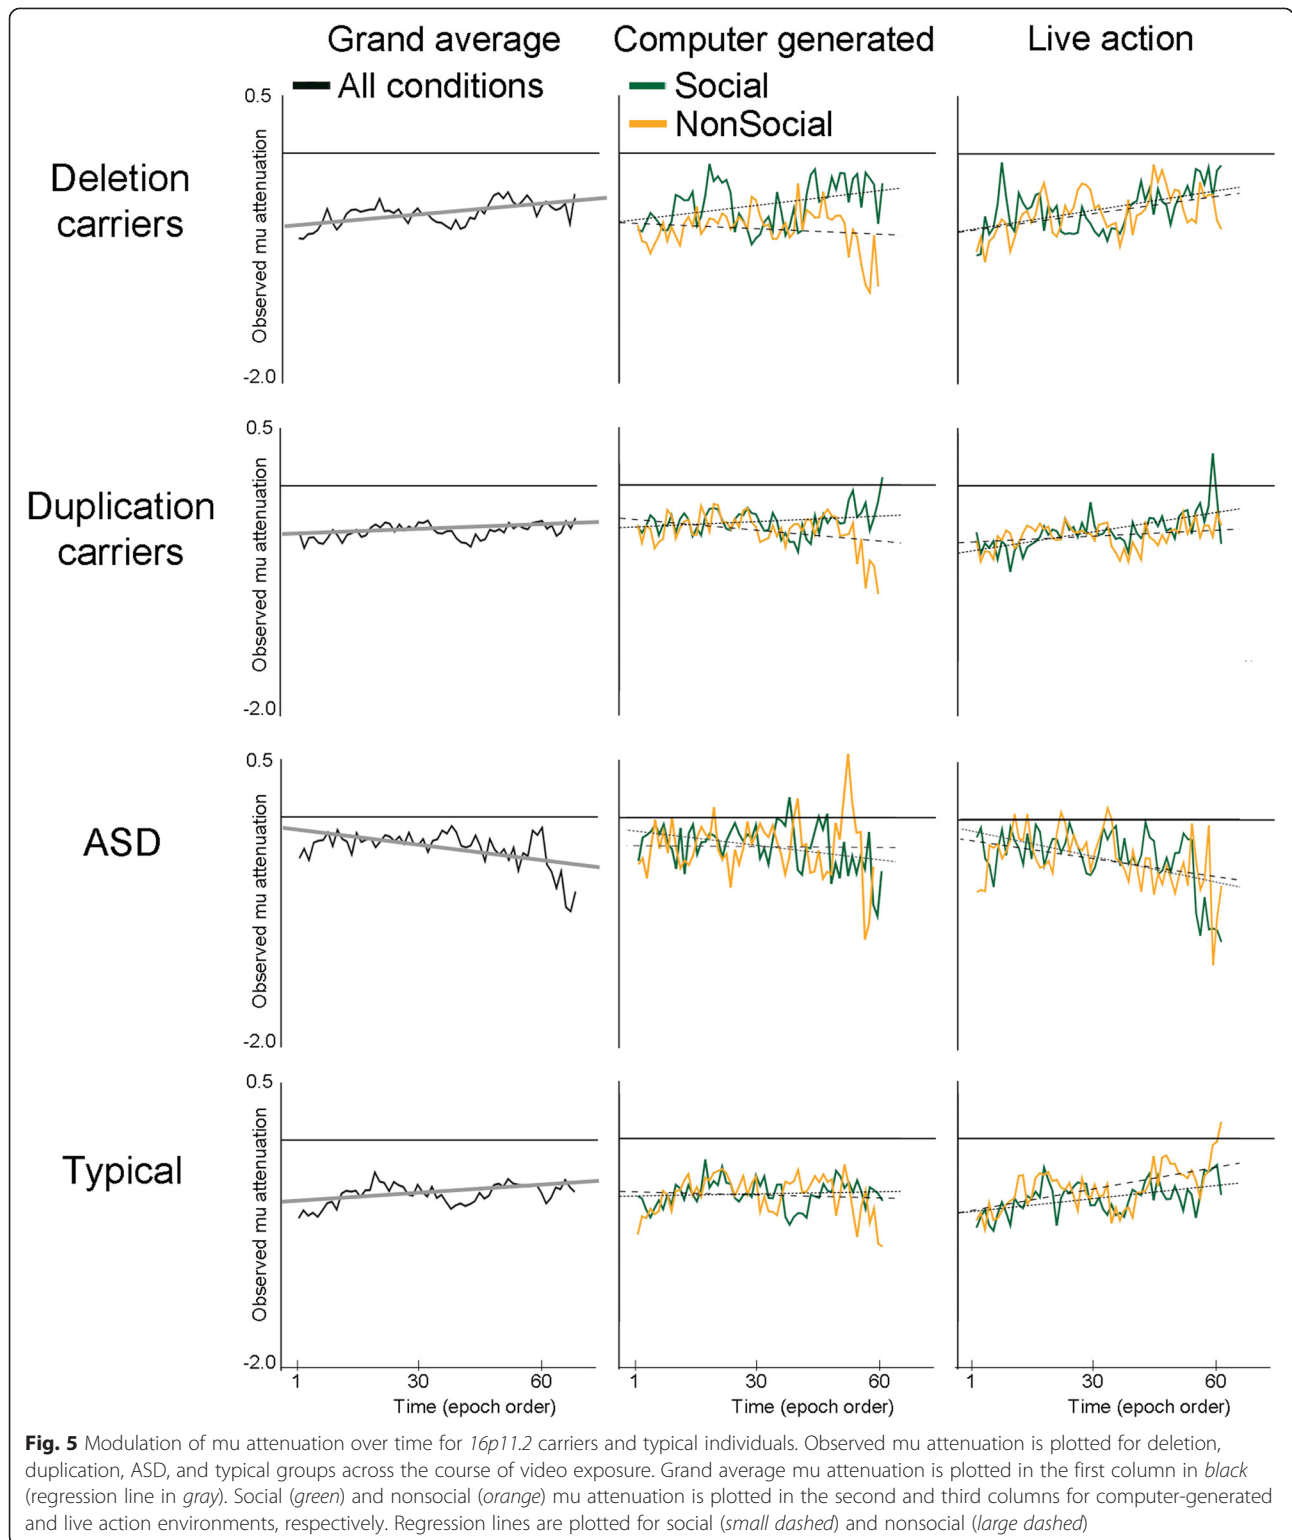 Grand average
Computer generated
Live action
All conditions
Social
NonSocial
Deletion
carriers
0.5
Observed mu attenuation
-2.0
Duplication
carriers
0.5
Observed mu attenuation
-2.0
ASD
0.5
Observed mu attenuation
-2.0
Typical
0.5
Observed mu attenuation
-2.0
1 30 60
1 30 60
1 30 60
Time (epoch order)
Time (epoch order)
Time (epoch order)
Fig. 5 Modulation of mu attenuation over time for 16p11.2 carriers and typical individuals. Observed mu attenuation is plotted for deletion,
duplication, ASD, and typical groups across the course of video exposure. Grand average mu attenuation is plotted in the first column in black
(regression line in gray). Social (green) and nonsocial (orange) mu attenuation is plotted in the second and third columns for computer-generated
and live action environments, respectively. Regression lines are plotted for social (small dashed) and nonsocial (large dashed)